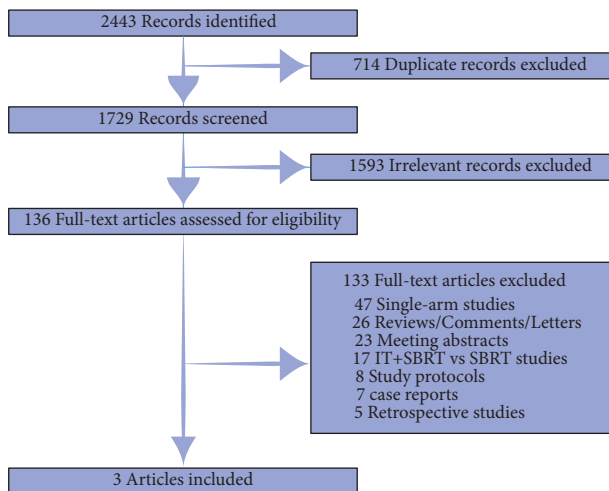 2443 Records identified
714 Duplicate records excluded
1729 Records screened
1593 Irrelevant records excluded
136 Full-text articles assessed for eligibility
133 Full-text articles excluded
47 Single-arm studies
26 Reviews/Comments/Letters
23 Meeting abstracts
17 IT+SBRT vs SBRT studies
8 Study protocols
7 case reports
5 Retrospective studies
3 Articles included